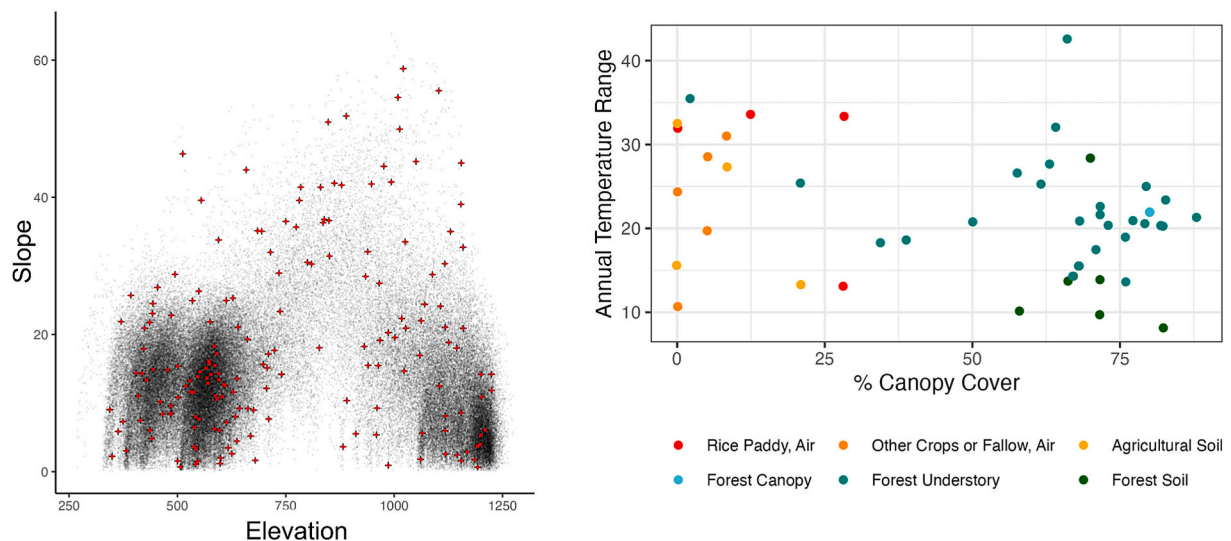 60
40
20
0
250 500 750 1000 1250
Slope
Elevation
40
30
20
10
0 25 50 75
Annual Temperature Range
% Canopy Cover
Rice Paddy, Air Other Crops or Fallow, Air Agricultural Soil
Forest Canopy Forest Understory Forest Soil